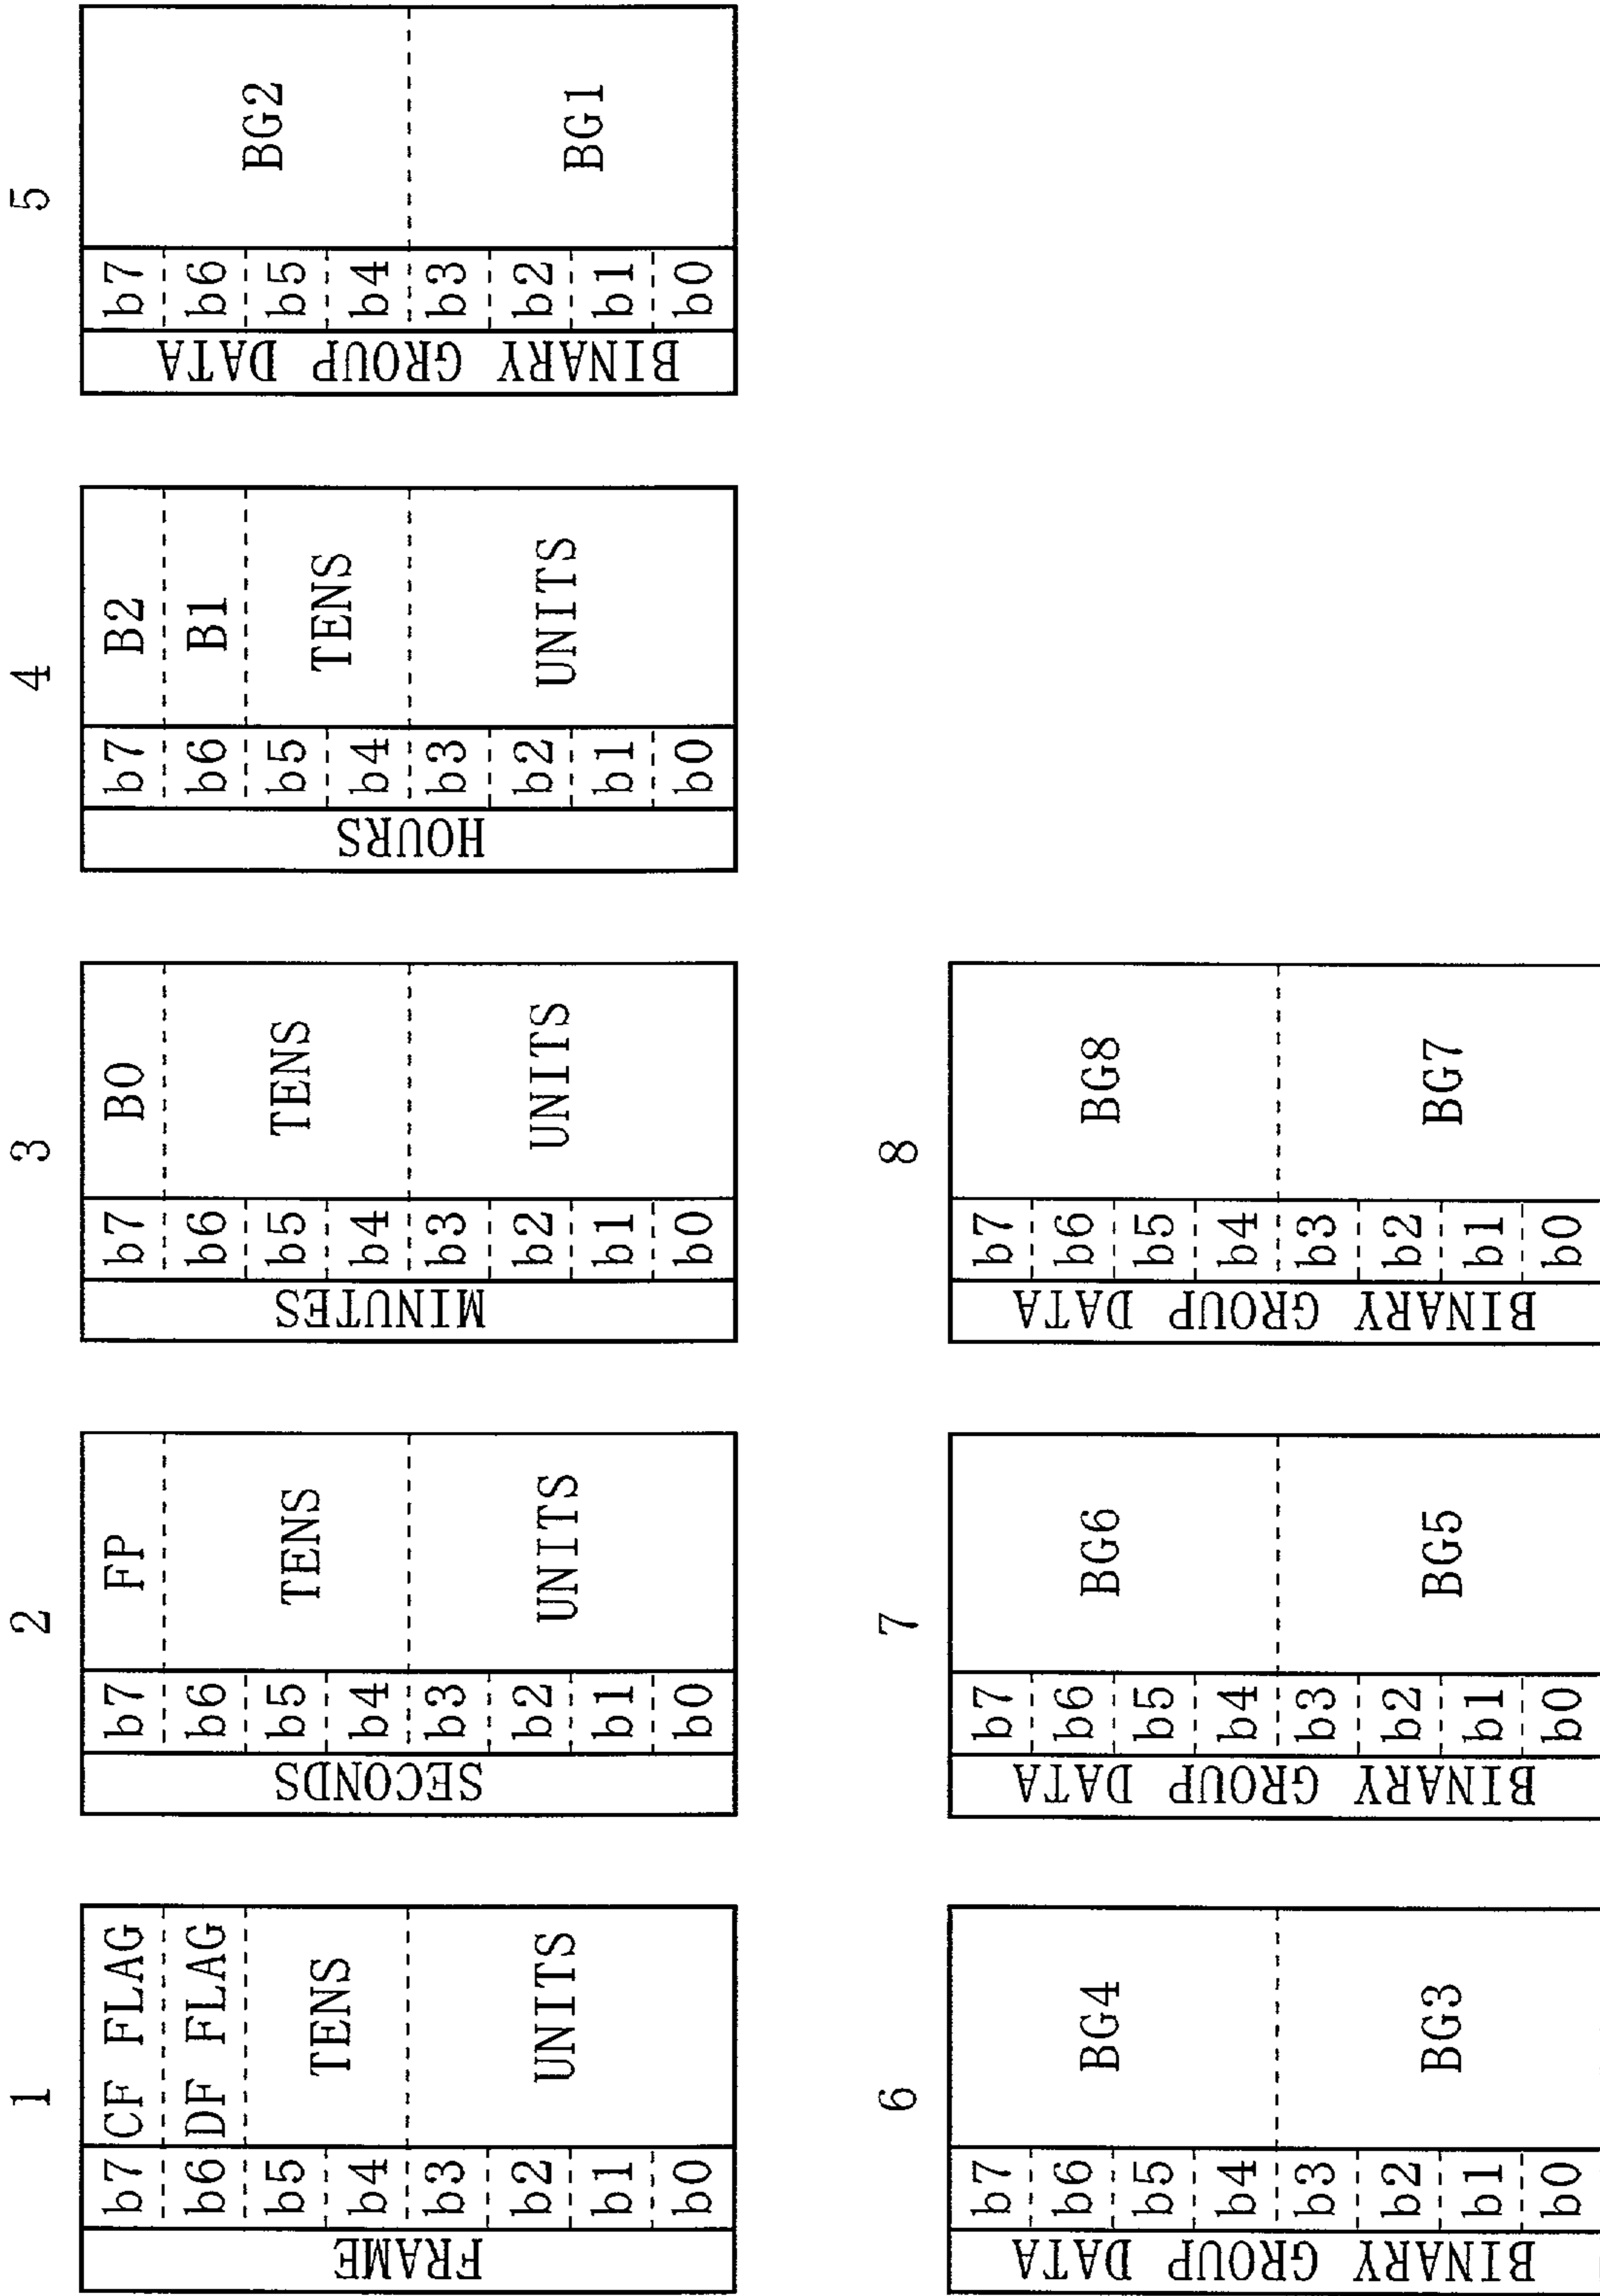 1
FRAME
b7 CF FLAG
b6 DF FLAG
b5
b4
TENS
b3
b2
b1
b0
UNITS
2
SECONDS
b7 FP
b6
b5
b4
TENS
b3
b2
b1
b0
UNITS
3
MINUTES
b7 B0
b6
b5
b4
TENS
b3
b2
b1
b0
UNITS
4
HOURS
b7 B2
b6 B1
b5
b4
TENS
b3
b2
b1
b0
UNITS
5
BINARY GROUP DATA
b7
b6
b5
b4
BG2
b3
b2
b1
b0
BG1
6
BINARY GROUP DATA
b7
b6
b5
b4
BG4
b3
b2
b1
b0
BG3
7
BINARY GROUP DATA
b7
b6
b5
b4
BG6
b3
b2
b1
b0
BG5
8
BINARY GROUP DATA
b7
b6
b5
b4
BG8
b3
b2
b1
b0
BG7